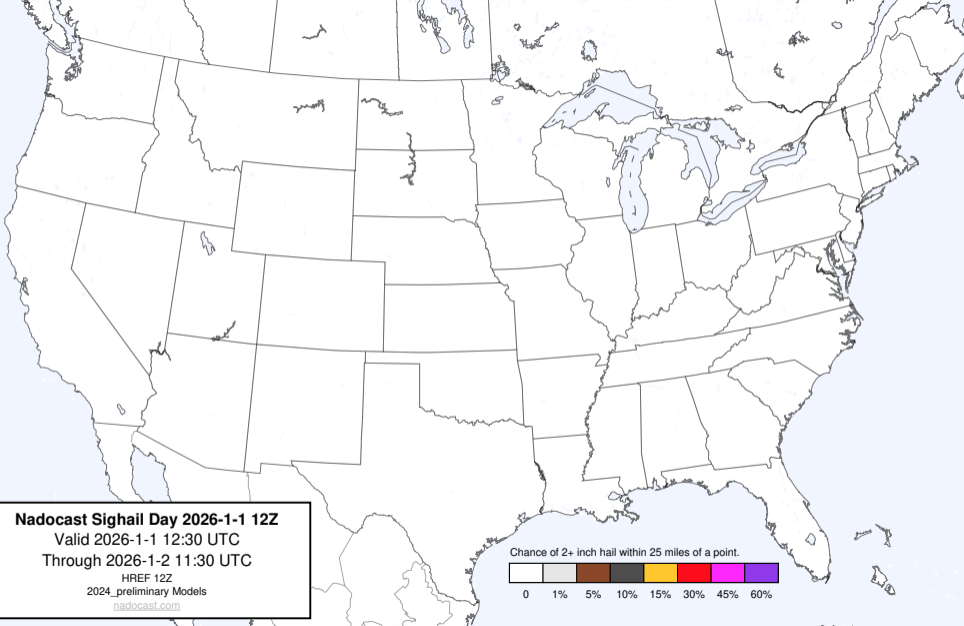 Nadocast Sighail Day 2026-1-1 12Z
Valid 2026-1-1 12:30 UTC
Through 2026-1-2 11:30 UTC
HREF 12Z
2024_preliminary Models
nadocast.com
Chance of 2+ inch hail within 25 miles of a point.
0 1% 5% 10% 15% 30% 45% 60%